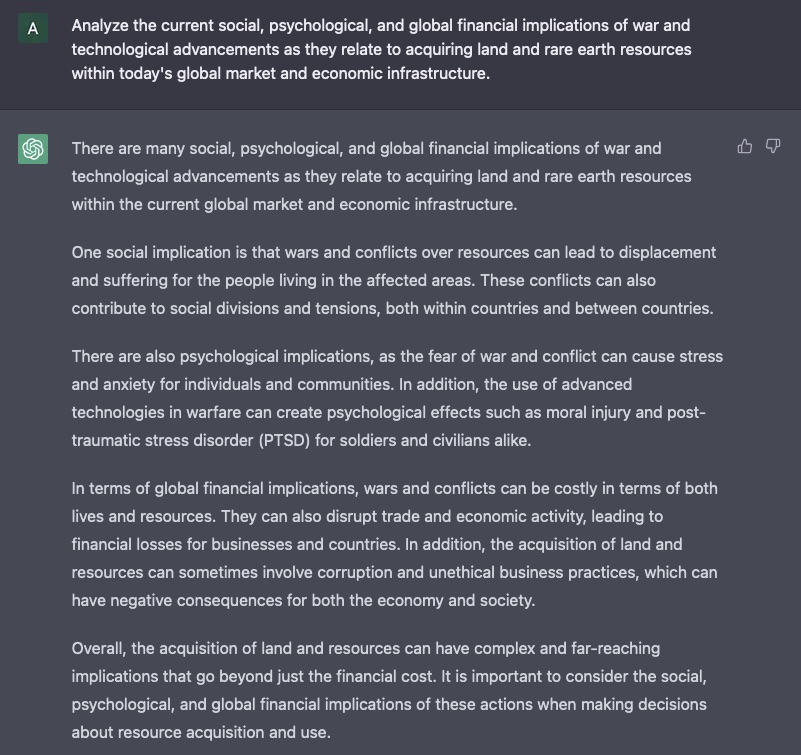 A
Analyze the current social, psychological, and global financial implications of war and
technological advancements as they relate to acquiring land and rare earth resources
within today's global market and economic infrastructure.
There are many social, psychological, and global financial implications of war and
technological advancements as they relate to acquiring land and rare earth resources
within the current global market and economic infrastructure.
One social implication is that wars and conflicts over resources can lead to displacement
and suffering for the people living in the affected areas. These conflicts can also
contribute to social divisions and tensions, both within countries and between countries.
There are also psychological implications, as the fear of war and conflict can cause stress
and anxiety for individuals and communities. In addition, the use of advanced
technologies in warfare can create psychological effects such as moral injury and post-
traumatic stress disorder (PTSD) for soldiers and civilians alike.
In terms of global financial implications, wars and conflicts can be costly in terms of both
lives and resources. They can also disrupt trade and economic activity, leading to
financial losses for businesses and countries. In addition, the acquisition of land and
resources can sometimes involve corruption and unethical business practices, which can
have negative consequences for both the economy and society.
Overall, the acquisition of land and resources can have complex and far-reaching
implications that go beyond just the financial cost. It is important to consider the social,
psychological, and global financial implications of these actions when making decisions
about resource acquisition and use.